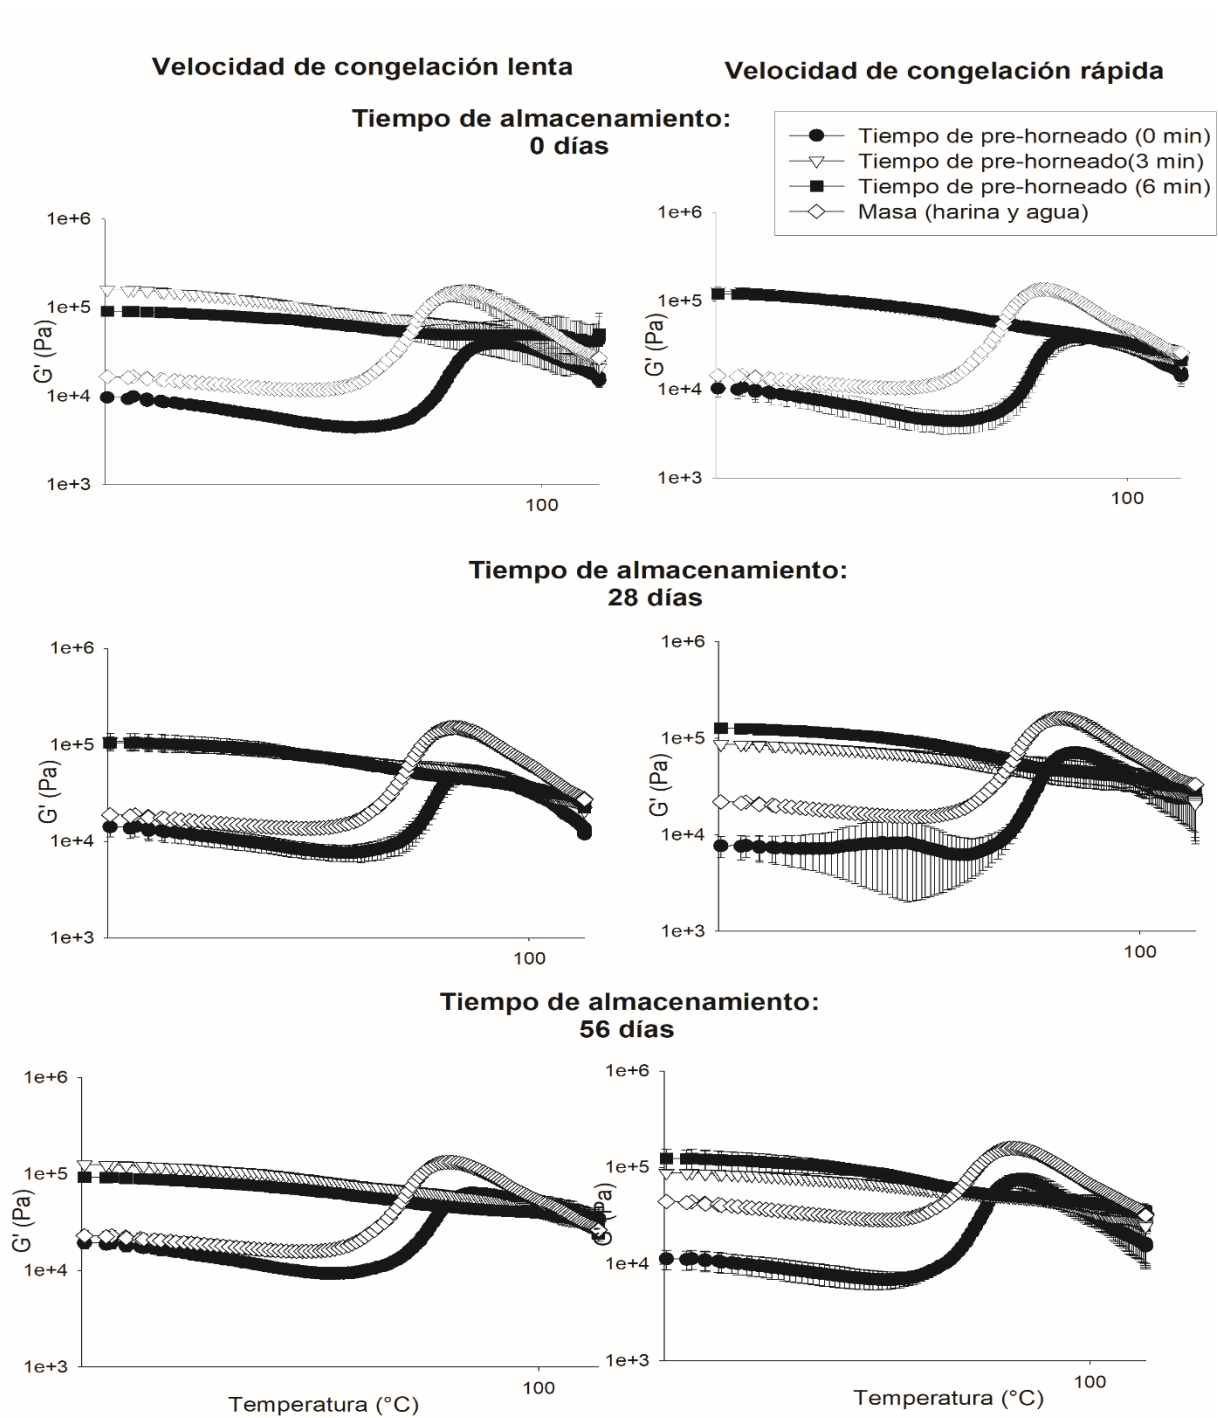 Velocidad de congelación lenta
Velocidad de congelación rápida
Tiempo de almacenamiento:
0 días
Tiempo de pre-horneado (0 min)
Tiempo de pre-horneado(3 min)
Tiempo de pre-horneado (6 min)
Masa (harina y agua)
1e+6
1e+5
1e+4
1e+3
G' (Pa)
100
1e+6
1e+5
1e+4
1e+3
G' (Pa)
100
Tiempo de almacenamiento:
28 días
1e+6
1e+5
1e+4
1e+3
G' (Pa)
100
1e+6
1e+5
1e+4
1e+3
G' (Pa)
100
Tiempo de almacenamiento:
56 días
1e+6
1e+5
1e+4
1e+3
G' (Pa)
100
Temperatura (°C)
1e+6
1e+5
1e+4
1e+3
(Pa)
100
Temperatura (°C)